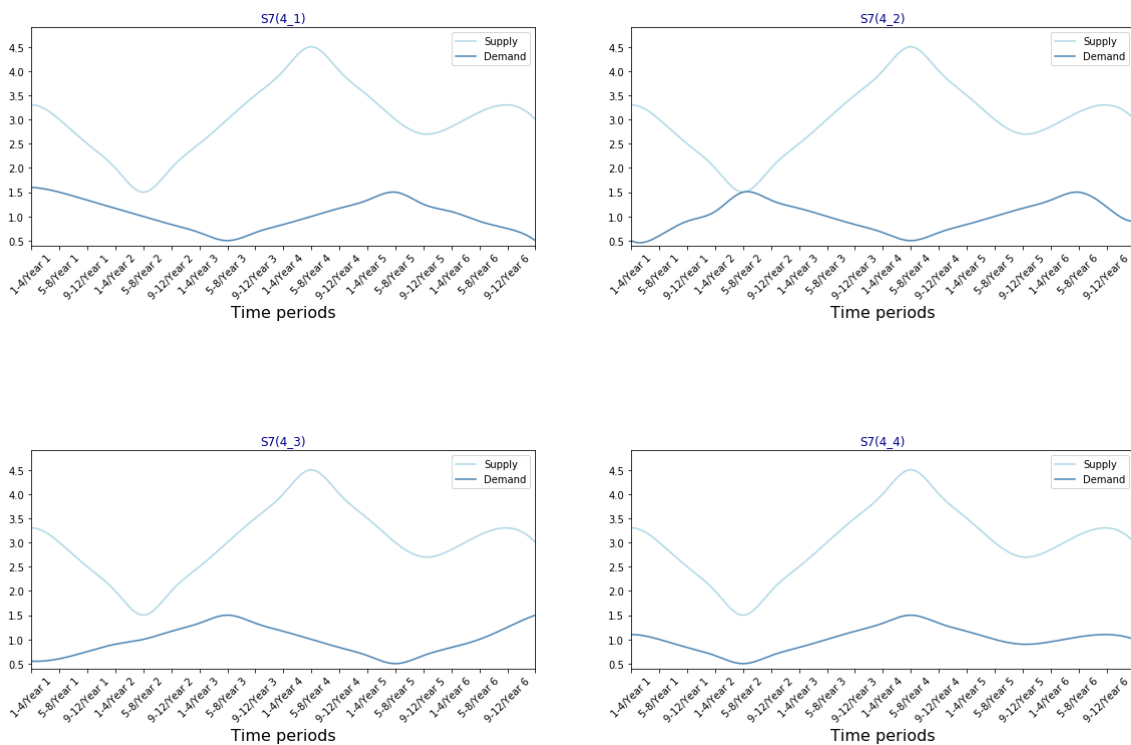 S7(4_1)
4.5
4.0
3.5
3.0
2.5
2.0
1.5
1.0
0.5
Supply
Demand
1-4/Year 1
5-8/Year 1
9-12/Year 1
1-4/Year 2
5-8/Year 2
9-12/Year 2
1-4/Year 3
5-8/Year 3
9-12/Year 3
1-4/Year 4
5-8/Year 4
9-12/Year 4
1-4/Year 5
5-8/Year 5
9-12/Year 5
1-4/Year 6
5-8/Year 6
9-12/Year 6
Time periods
S7(4_2)
4.5
4.0
3.5
3.0
2.5
2.0
1.5
1.0
0.5
Supply
Demand
1-4/Year 1
5-8/Year 1
9-12/Year 1
1-4/Year 2
5-8/Year 2
9-12/Year 2
1-4/Year 3
5-8/Year 3
9-12/Year 3
1-4/Year 4
5-8/Year 4
9-12/Year 4
1-4/Year 5
5-8/Year 5
9-12/Year 5
1-4/Year 6
5-8/Year 6
9-12/Year 6
Time periods
S7(4_3)
4.5
4.0
3.5
3.0
2.5
2.0
1.5
1.0
0.5
Supply
Demand
1-4/Year 1
5-8/Year 1
9-12/Year 1
1-4/Year 2
5-8/Year 2
9-12/Year 2
1-4/Year 3
5-8/Year 3
9-12/Year 3
1-4/Year 4
5-8/Year 4
9-12/Year 4
1-4/Year 5
5-8/Year 5
9-12/Year 5
1-4/Year 6
5-8/Year 6
9-12/Year 6
Time periods
S7(4_4)
4.5
4.0
3.5
3.0
2.5
2.0
1.5
1.0
0.5
Supply
Demand
1-4/Year 1
5-8/Year 1
9-12/Year 1
1-4/Year 2
5-8/Year 2
9-12/Year 2
1-4/Year 3
5-8/Year 3
9-12/Year 3
1-4/Year 4
5-8/Year 4
9-12/Year 4
1-4/Year 5
5-8/Year 5
9-12/Year 5
1-4/Year 6
5-8/Year 6
9-12/Year 6
Time periods